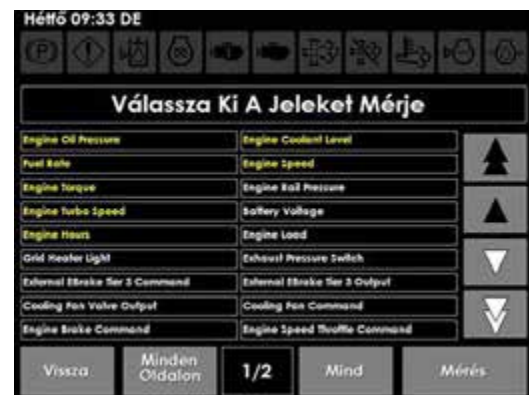 Hétfő 09:33 DE
Válassza Ki A Jeleket Mérje
Engine Oil Pressure
Engine Coolant Level
Fuel Rate
Engine Speed
Engine Torque
Engine Rail Pressure
Engine Turbo Speed
Battery Voltage
Engine Hours
Engine Load
Grid Heater Light
Exhaust Pressure Switch
External EBrake Tier 3 Command
External EBrake Tier 3 Output
Cooling Fan Valve Output
Cooling Fan Command
Engine Brake Command
Engine Speed Throttle Command
Vissza
Minden Oldalon
1/2
Mind
Mérés